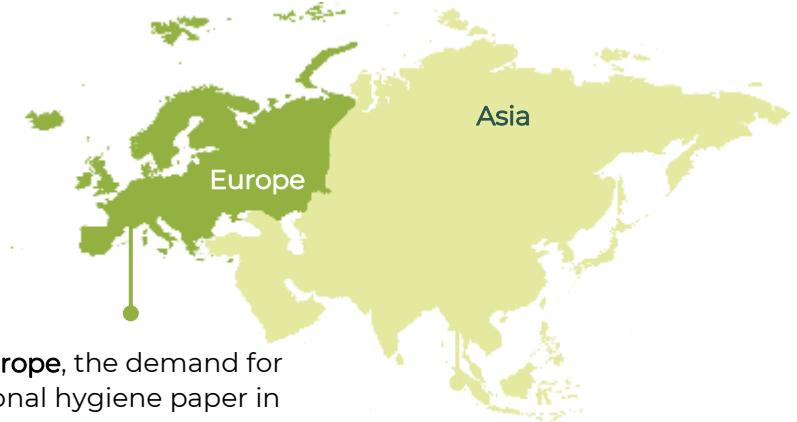 Asia
Europe
rope, the demand for
onal hygiene paper in